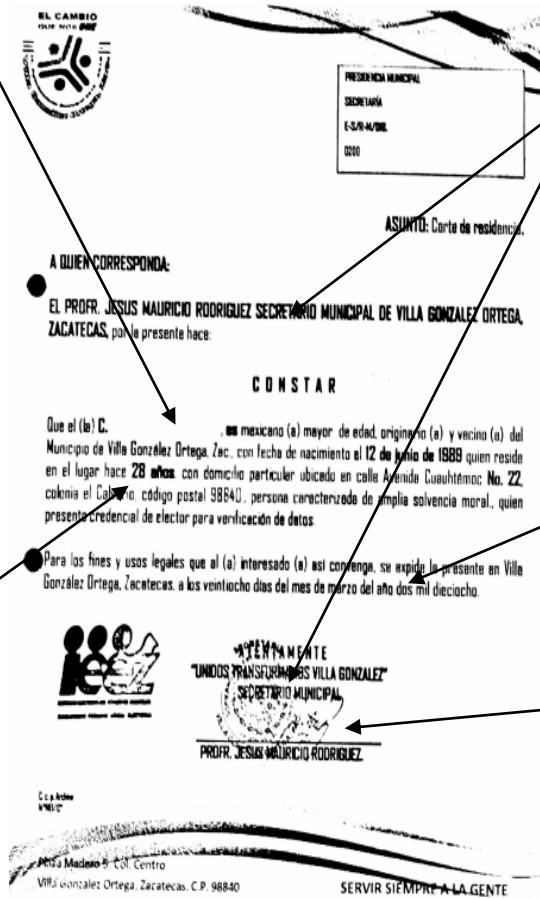 EL CAMBIO
QUE NOS UNE
PRESIDENCIA MUNICIPAL
SECRETARÍA
0200
ASUNTO: Carta de residencia.
A QUIEN CORRESPONDA:
EL PROFR. JESUS MAURICIO RODRIGUEZ SECRETARIO MUNICIPAL DE VILLA GONZALEZ ORTEGA,
ZACATECAS, por la presente hace:
CONSTAR
Que el (la) C. , es mexicano (a) mayor de edad, originario (a) y vecino (a) del
Municipio de Villa González Ortega, Zac., con fecha de nacimiento el 12 de junio de 1989 quien reside
en el lugar hace 28 años, con domicilio particular ubicado en calle Avenida Cuauhtémoc No. 22,
colonia el Calvario, código postal 98840., persona caracterizada de amplia solvencia moral., quien
presenta credencial de elector para verificación de datos.
Para los fines y usos legales que al (a) interesado (a) así convenga, se expide la presente en Villa
González Ortega, Zacatecas, a los veintiocho días del mes de marzo del año dos mil dieciocho.
ieez
ATENTAMENTE
"UNIDOS TRANSFORMAMOS VILLA GONZALEZ"
SECRETARIO MUNICIPAL
PROFR. JESUS MAURICIO RODRIGUEZ
C.c.p. Archivo
Plaza Madero 5. Col. Centro
Villa González Ortega, Zacatecas. C.P. 98840
SERVIR SIEMPRE A LA GENTE